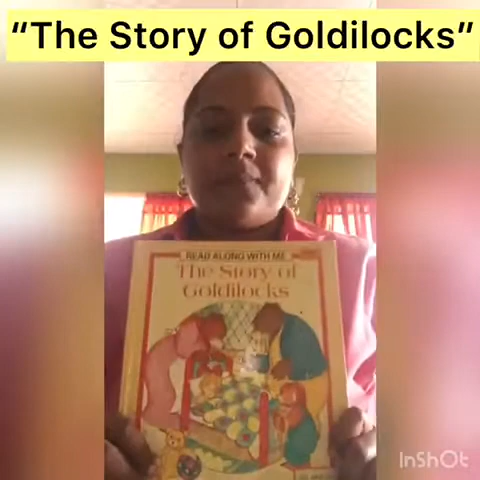 “The Story of Goldilocks”
READ ALONG WITH ME
The Story of
Goldilocks
InShOt